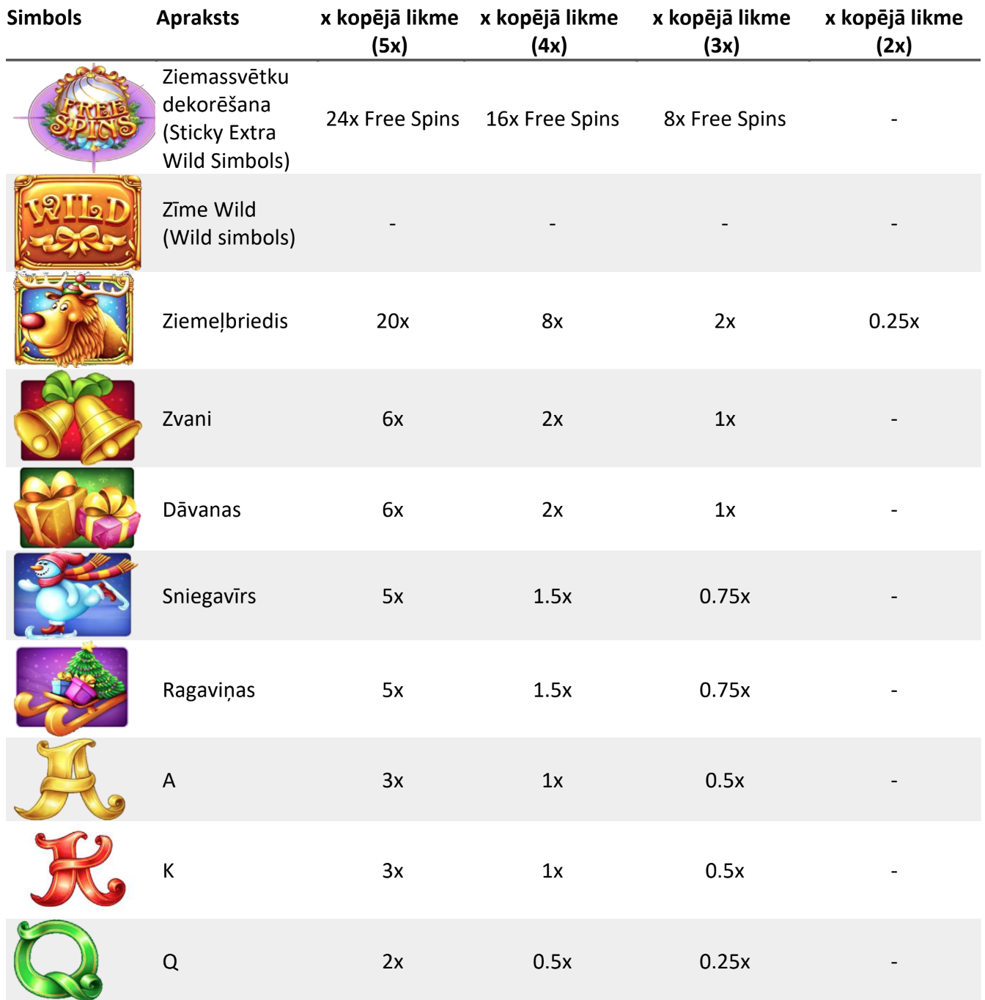 Simbols Apraksts x kopējā likme x kopējā likme x kopējā likme x kopējā likme
(5x) (4x) (3x) (2x)
FREE
SPINS
Ziemassvētku
dekorēšana
(Sticky Extra
Wild Simbols)
24x Free Spins 16x Free Spins 8x Free Spins -
WILD
Zīme Wild
(Wild simbols)
- - - -
Ziemeļbriedis 20x 8x 2x 0.25x
Zvani 6x 2x 1x -
Dāvanas 6x 2x 1x -
Sniegavīrs 5x 1.5x 0.75x -
Ragaviņas 5x 1.5x 0.75x -
A A 3x 1x 0.5x -
K K 3x 1x 0.5x -
Q Q 2x 0.5x 0.25x -